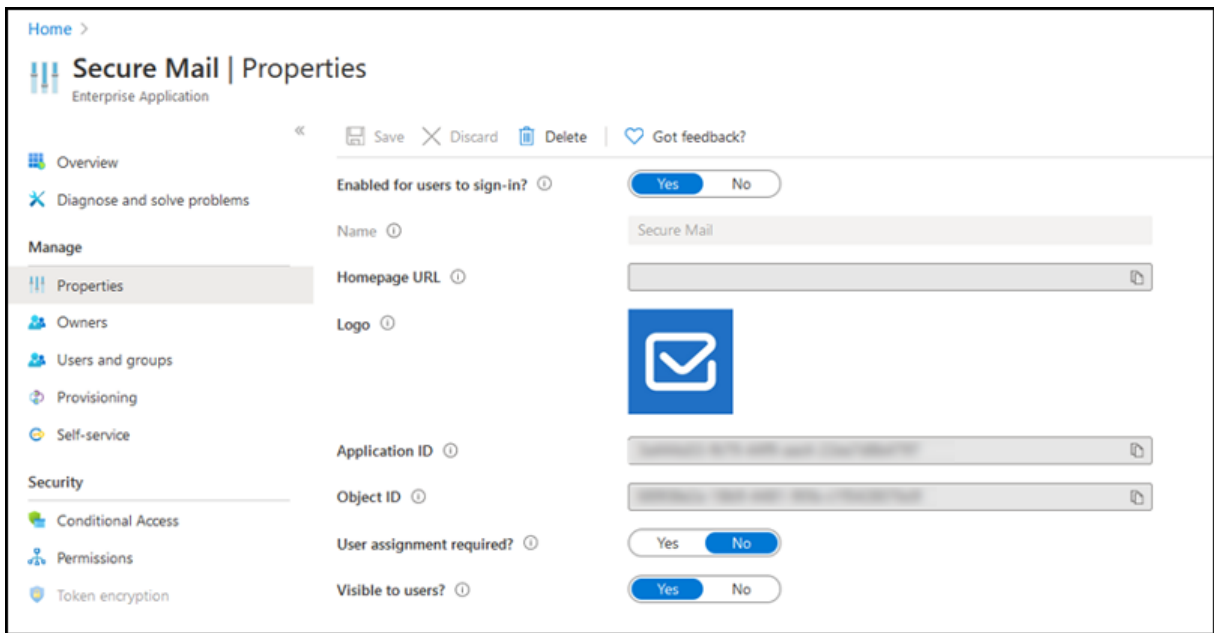 Home >
Secure Mail | Properties
Enterprise Application
«
Overview
Diagnose and solve problems
Manage
Properties
Owners
Users and groups
Provisioning
Self-service
Security
Conditional Access
Permissions
Token encryption
Save Discard Delete Got feedback?
Enabled for users to sign-in? Yes No
Name Secure Mail
Homepage URL
Logo
Application ID
Object ID
User assignment required? Yes No
Visible to users? Yes No